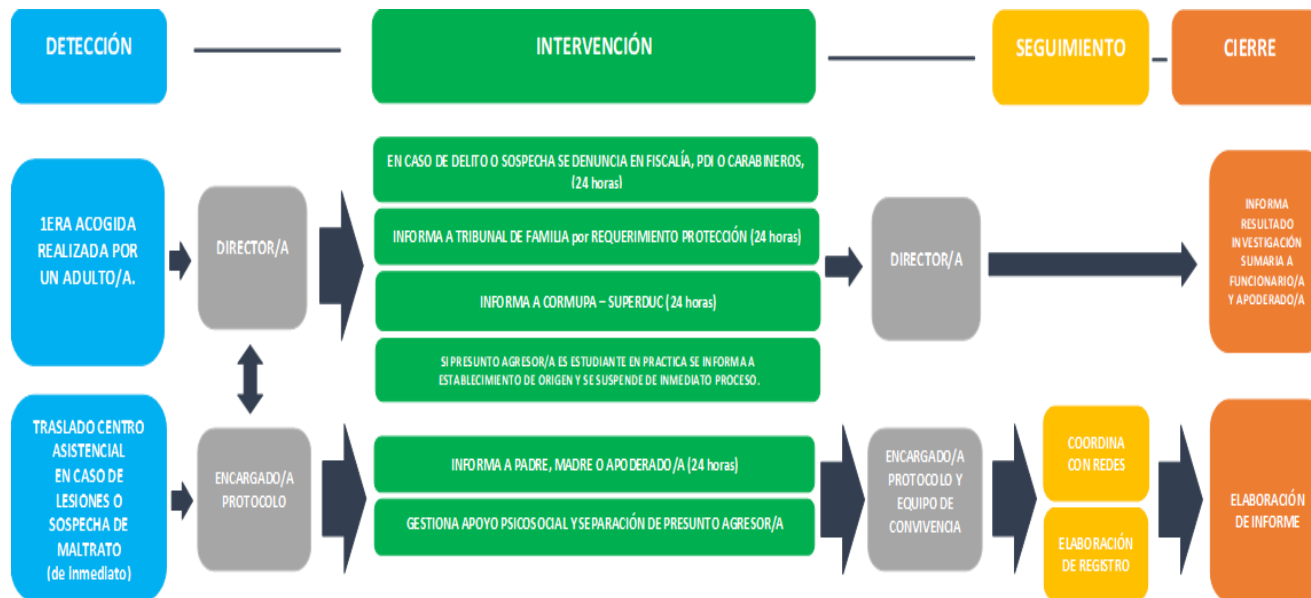 DETECCIÓN
INTERVENCIÓN
SEGUIMIENTO
CIERRE
1ERA ACOGIDA
REALIZADA POR
UN ADULTO/A.
DIRECTOR/A
EN CASO DE DELITO O SOSPECHA SE DENUNCIA EN FISCALÍA, PDI O CARABINEROS,
(24 horas)
INFORMA A TRIBUNAL DE FAMILIA por REQUERIMIENTO PROTECCIÓN (24 horas)
INFORMA A CORMUPA – SUPERDUC (24 horas)
SI PRESUNTO AGRESOR/A ES ESTUDIANTE EN PRACTICA SE INFORMA A
ESTABLECIMIENTO DE ORIGEN Y SE SUSPENDE DE INMEDIATO PROCESO.
DIRECTOR/A
INFORMA
RESULTADO
INVESTIGACIÓN
SUMARIA A
FUNCIONARIO/A
Y APODERADO/A
TRASLADO CENTRO
ASISTENCIAL
EN CASO DE
LESIONES O
SOSPECHA DE
MALTRATO
(de inmediato)
ENCARGADO/A
PROTOCOLO
INFORMA A PADRE, MADRE O APODERADO/A (24 horas)
GESTIONA APOYO PSICOSOCIAL Y SEPARACIÓN DE PRESUNTO AGRESOR/A
ENCARGADO/A
PROTOCOLO Y
EQUIPO DE
CONVIVENCIA
COORDINA
CON REDES
ELABORACIÓN
DE REGISTRO
ELABORACIÓN
DE INFORME